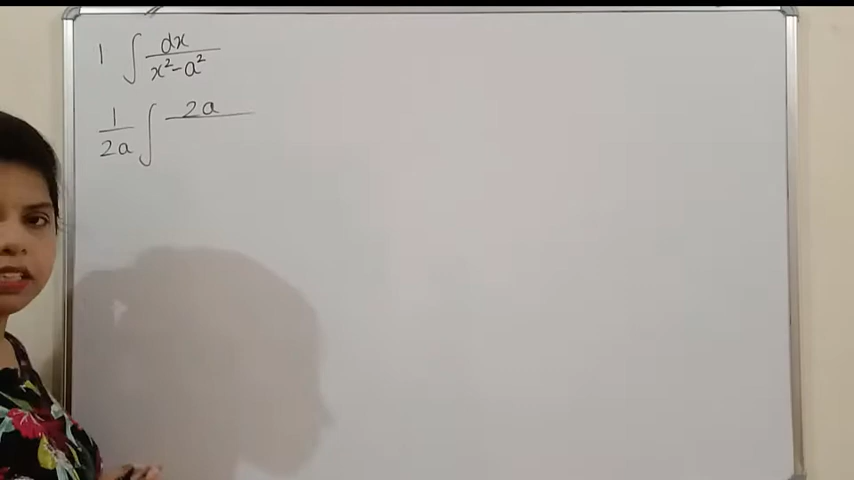 1 ∫ dx / (x² - a²)
1/2a ∫ 2a /